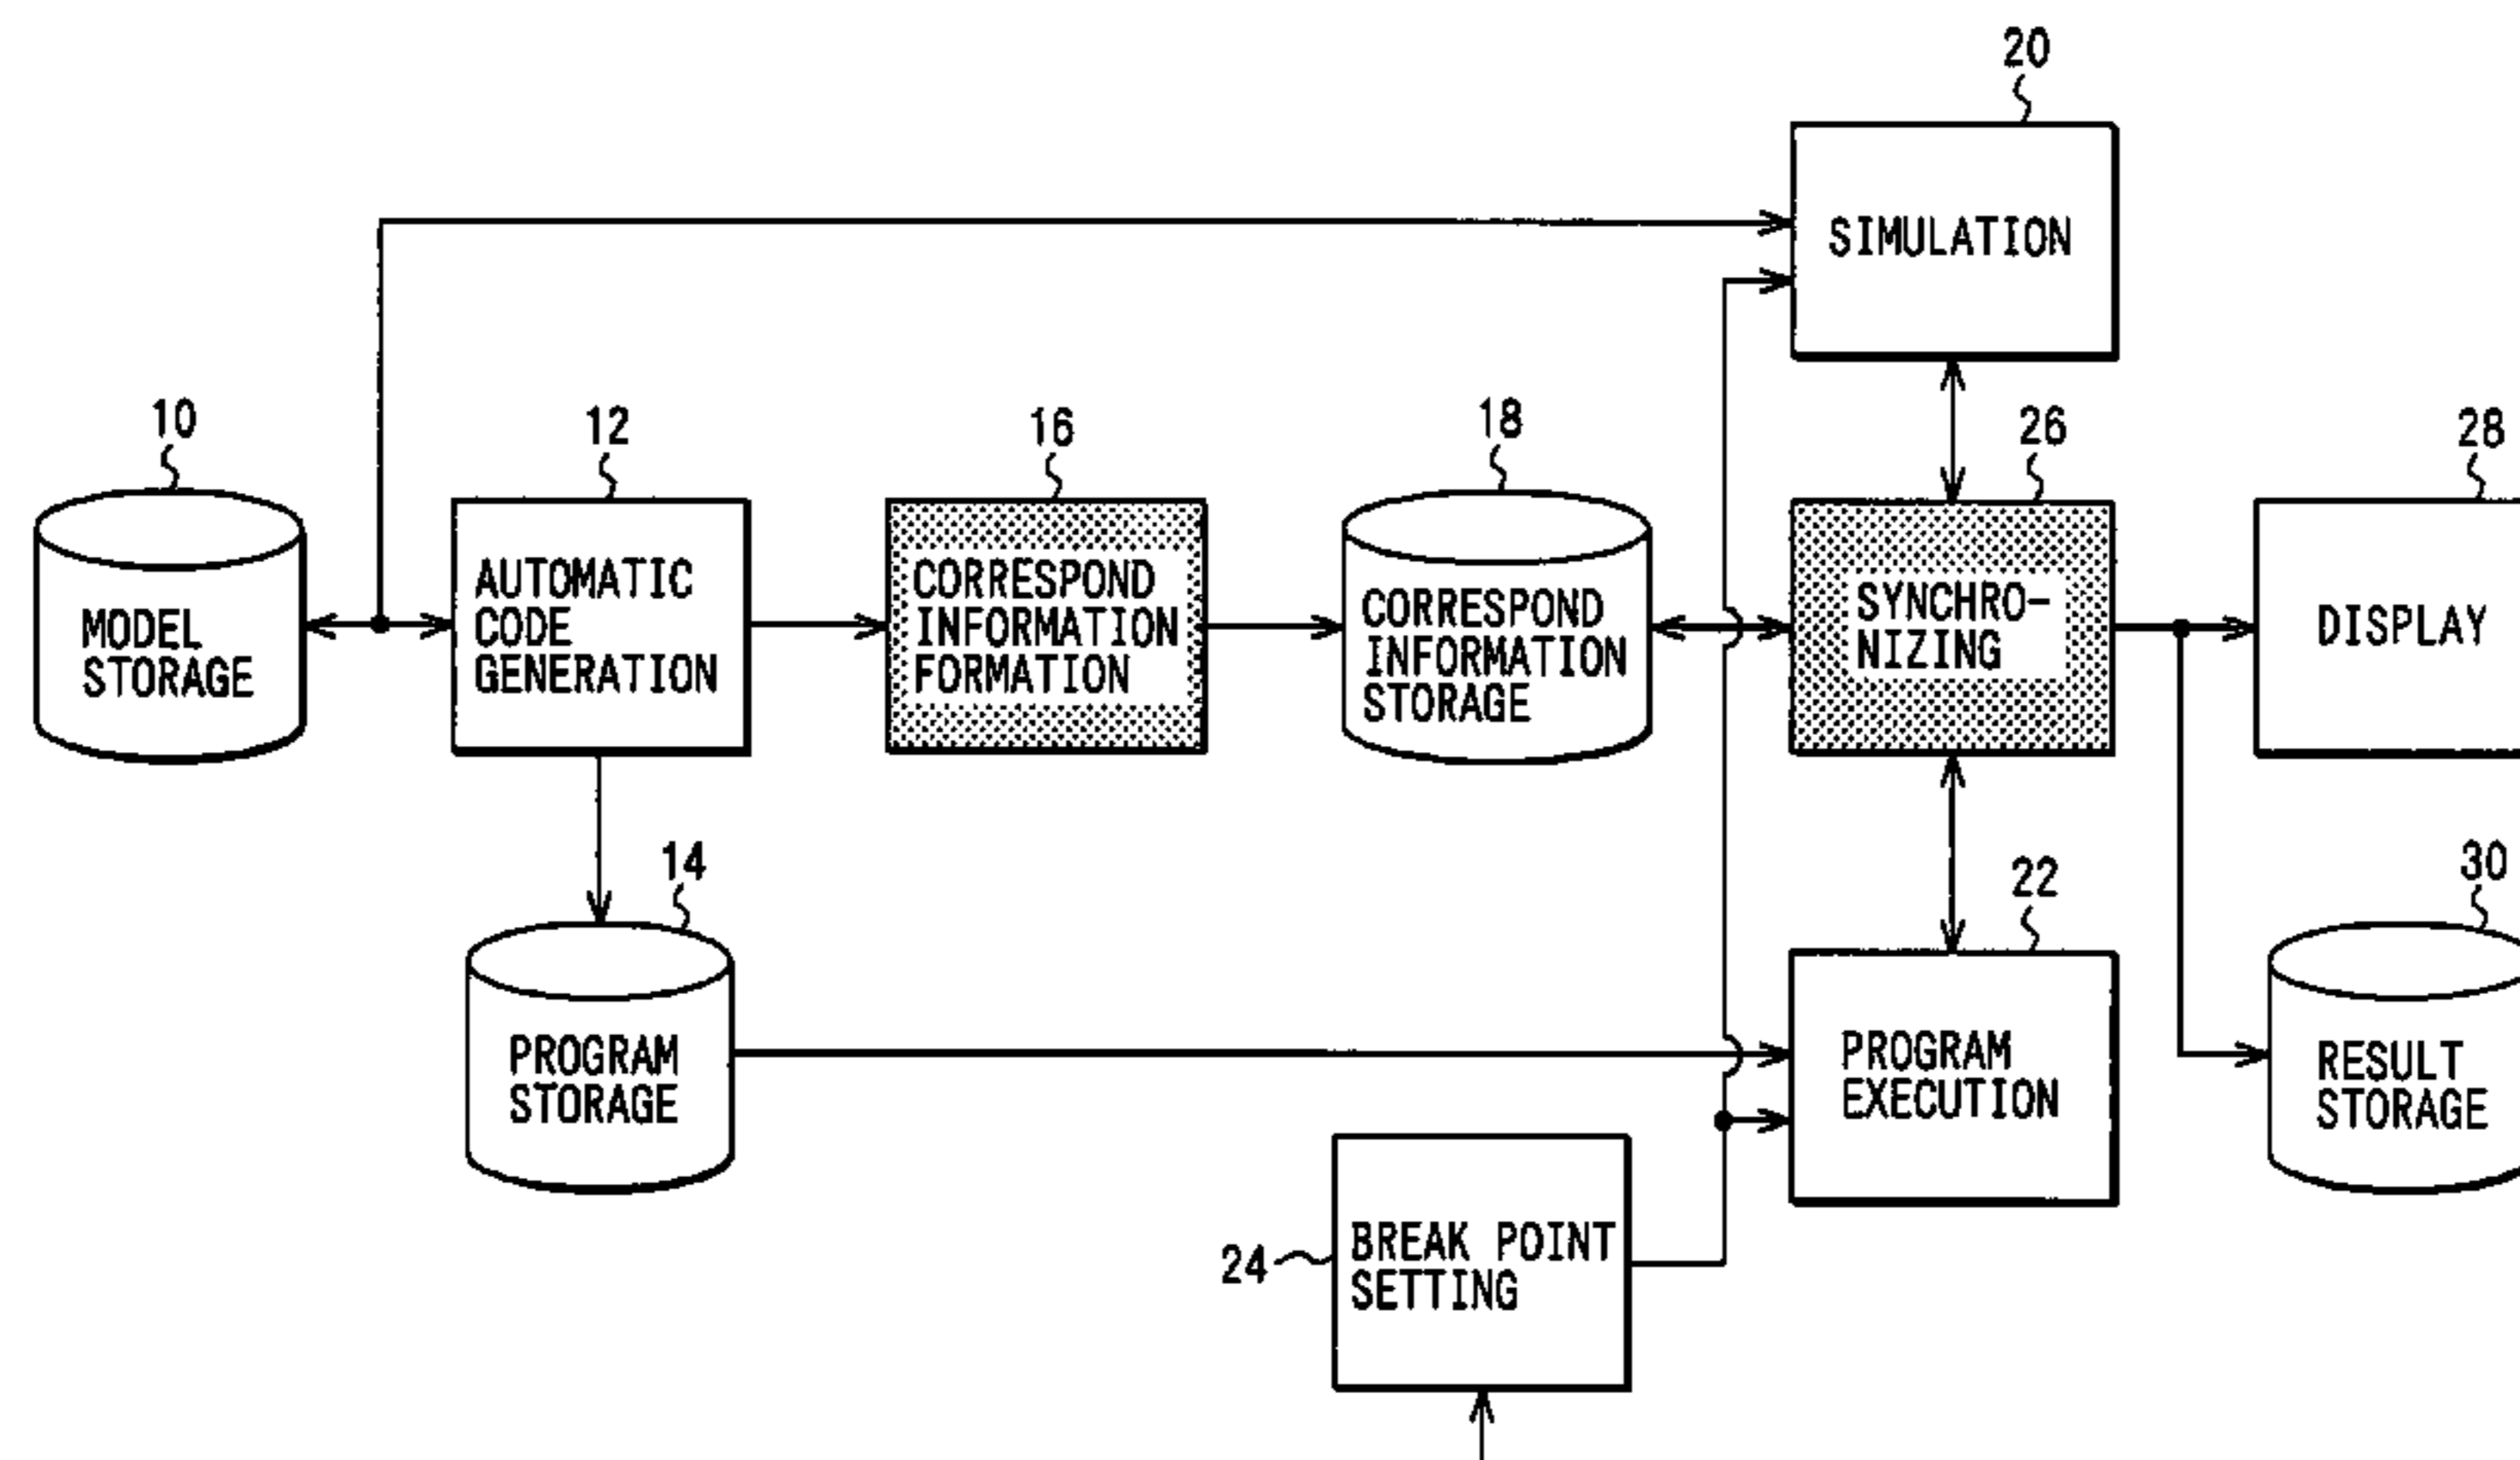 20
SIMULATION
10
12
16
18
26
28
MODEL
STORAGE
AUTOMATIC
CODE
GENERATION
CORRESPOND
INFORMATION
FORMATION
CORRESPOND
INFORMATION
STORAGE
SYNCHRO-
NIZING
DISPLAY
14
22
30
PROGRAM
STORAGE
PROGRAM
EXECUTION
RESULT
STORAGE
24
BREAK POINT
SETTING